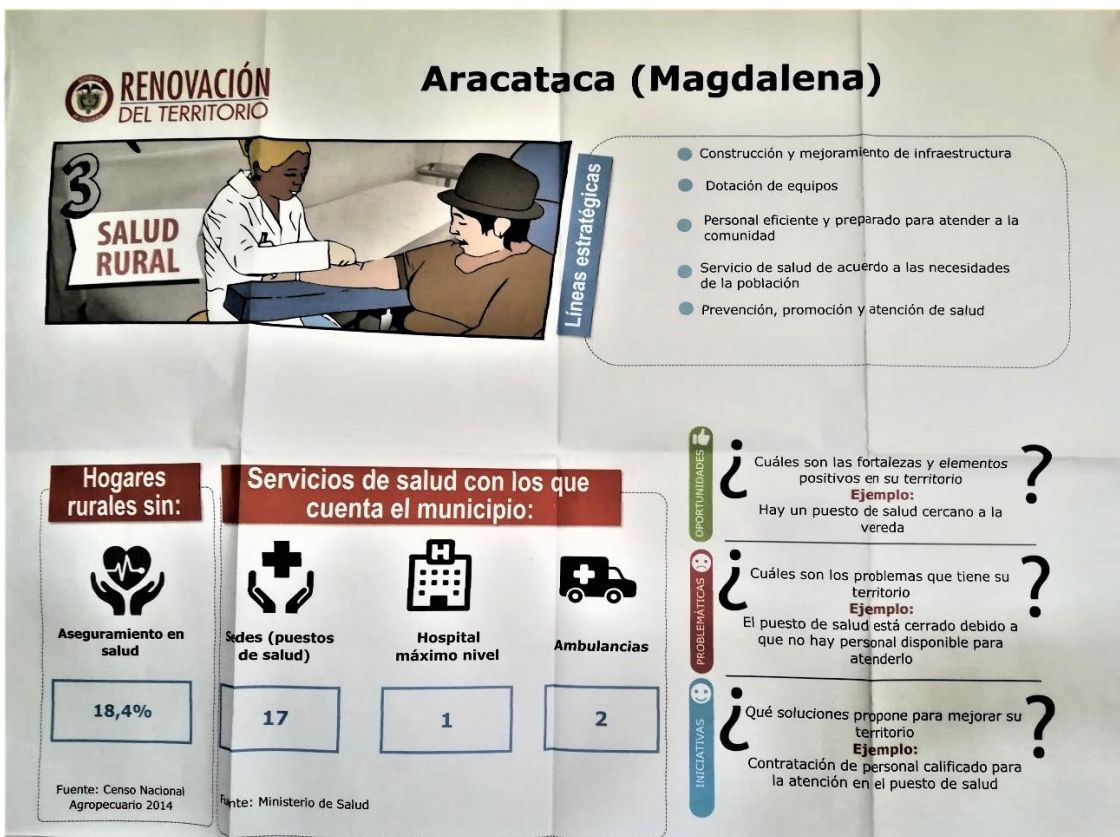 RENOVACIÓN
DEL TERRITORIO
Aracataca (Magdalena)
3
SALUD
RURAL
Líneas estratégicas
Construcción y mejoramiento de infraestructura
Dotación de equipos
Personal eficiente y preparado para atender a la
comunidad
Servicio de salud de acuerdo a las necesidades
de la población
Prevención, promoción y atención de salud
Hogares
rurales sin:
Aseguramiento en
salud
18,4%
Fuente: Censo Nacional
Agropecuario 2014
Servicios de salud con los que
cuenta el municipio:
Sedes (puestos
de salud)
17
H
Hospital
máximo nivel
1
Ambulancias
2
Fuente: Ministerio de Salud
OPORTUNIDADES
¿Cuáles son las fortalezas y elementos
positivos en su territorio?
Ejemplo:
Hay un puesto de salud cercano a la
vereda
PROBLEMÁTICAS
¿Cuáles son los problemas que tiene su
territorio?
Ejemplo:
El puesto de salud está cerrado debido a
que no hay personal disponible para
atenderlo
INICIATIVAS
¿Qué soluciones propone para mejorar su
territorio?
Ejemplo:
Contratación de personal calificado para
la atención en el puesto de salud